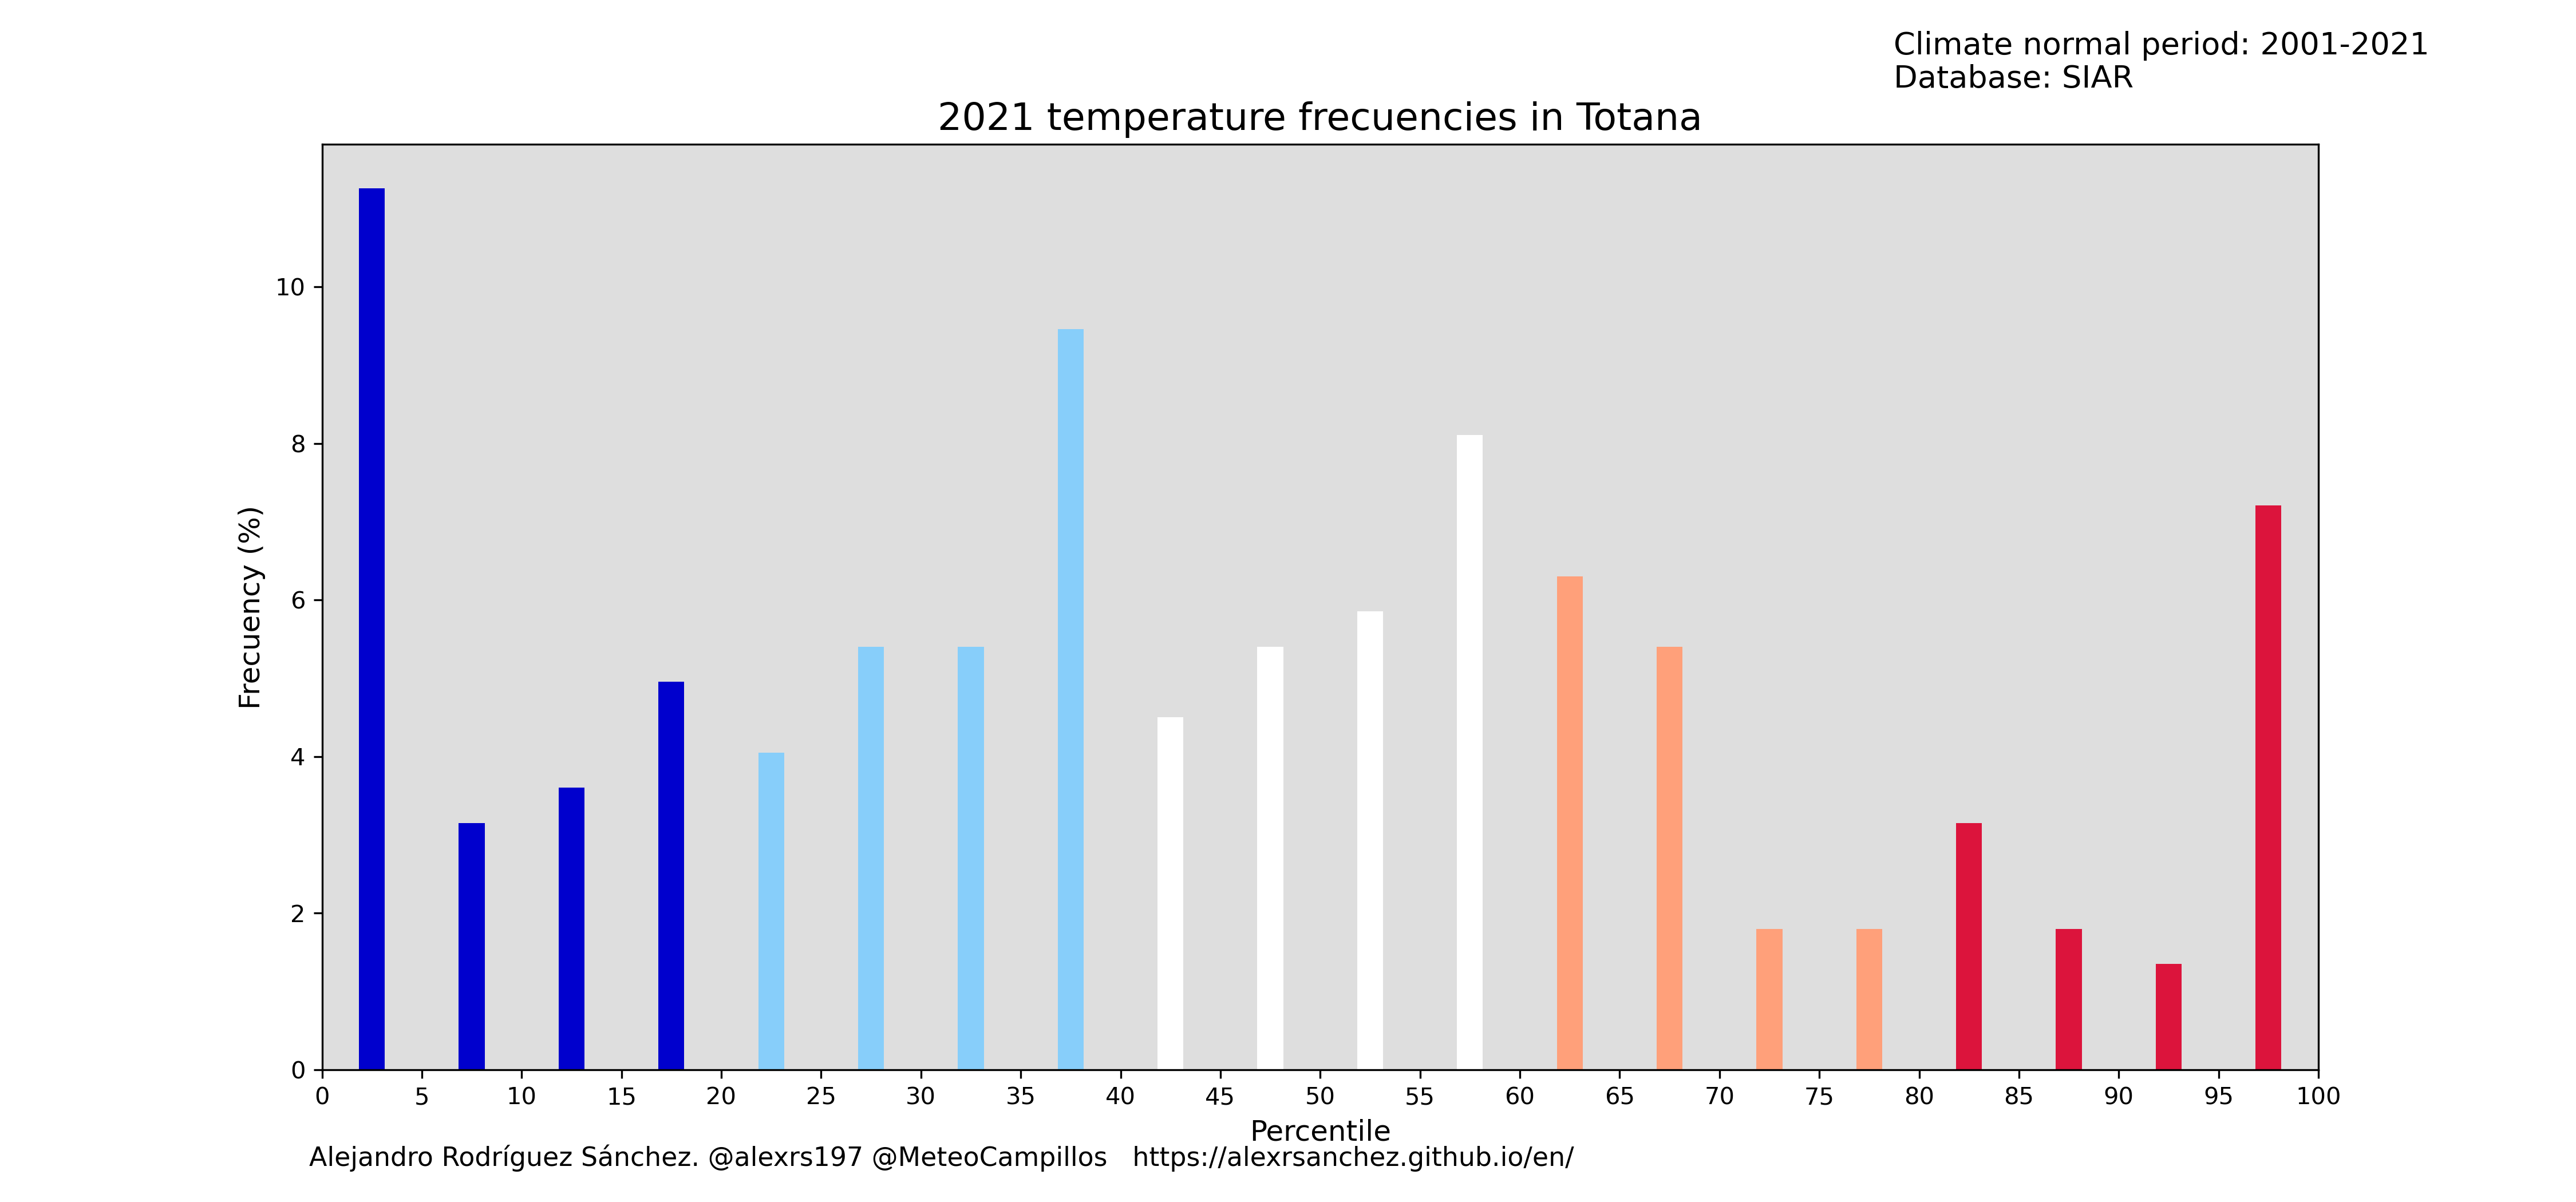 Climate normal period: 2001-2021
Database: SIAR
2021 temperature frecuencies in Totana
Frecuency (%)
10
8
6
4
2
0
0 5 10 15 20 25 30 35 40 45 50 55 60 65 70 75 80 85 90 95 100
Percentile
Alejandro Rodríguez Sánchez. @alexrs197 @MeteoCampillos https://alexrsanchez.github.io/en/